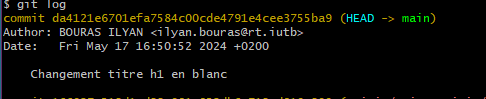 $ git log
commit da4121e6701efa7584c00cde4791e4cee3755ba9 (HEAD -> main)
Author: BOURAS ILYAN <ilyan.bouras@rt.iutb>
Date:   Fri May 17 16:50:52 2024 +0200
Changement titre h1 en blanc